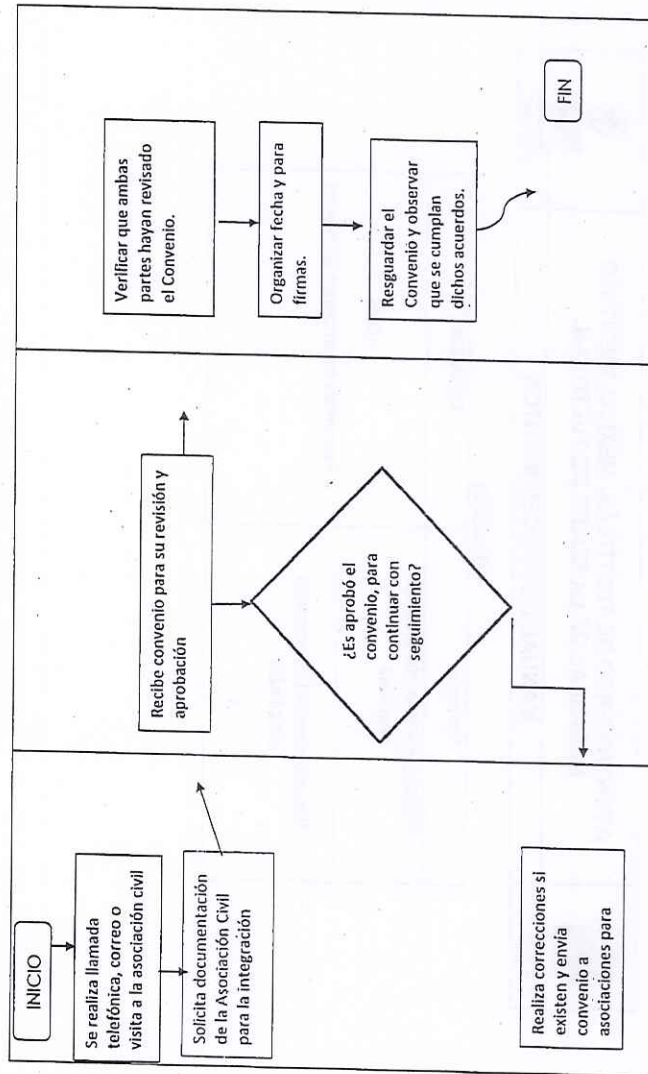 INICIO
Se realiza llamada
telefónica, correo o
visita a la asociación civil
Solicita documentación
de la Asociación Civil
para la integración
Realiza correcciones si
existen y envia
convenio a
asociaciones para
Recibe convenio para su revisión y
aprobación
¿Es aprobó el
convenio, para
continuar con
seguimiento?
Verificar que ambas
partes hayan revisado
el Convenio.
Organizar fecha y para
firmas.
Resguardar el
Convenio y observar
que se cumplan
dichos acuerdos.
FIN